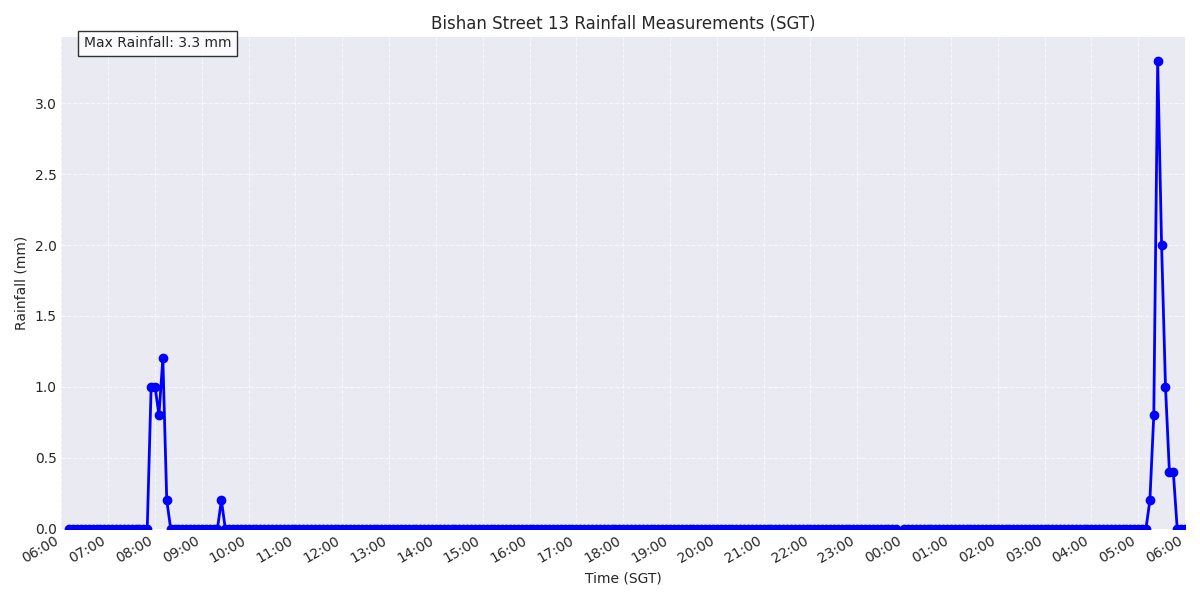 Bishan Street 13 Rainfall Measurements (SGT)
Max Rainfall: 3.3 mm
Rainfall (mm)
3.0
2.5
2.0
1.5
1.0
0.5
0.0
06:00 07:00 08:00 09:00 10:00 11:00 12:00 13:00 14:00 15:00 16:00 17:00 18:00 19:00 20:00 21:00 22:00 23:00 00:00 01:00 02:00 03:00 04:00 05:00 06:00
Time (SGT)